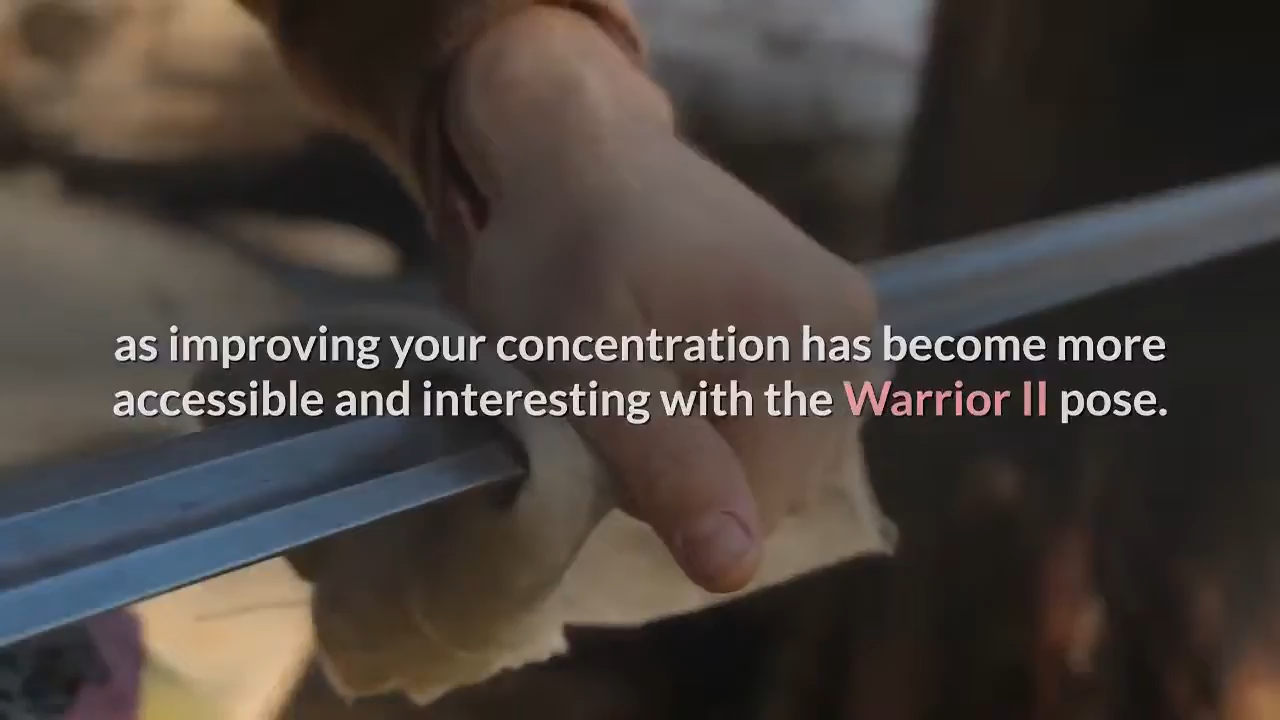 as improving your concentration has become more
accessible and interesting with the Warrior II pose.